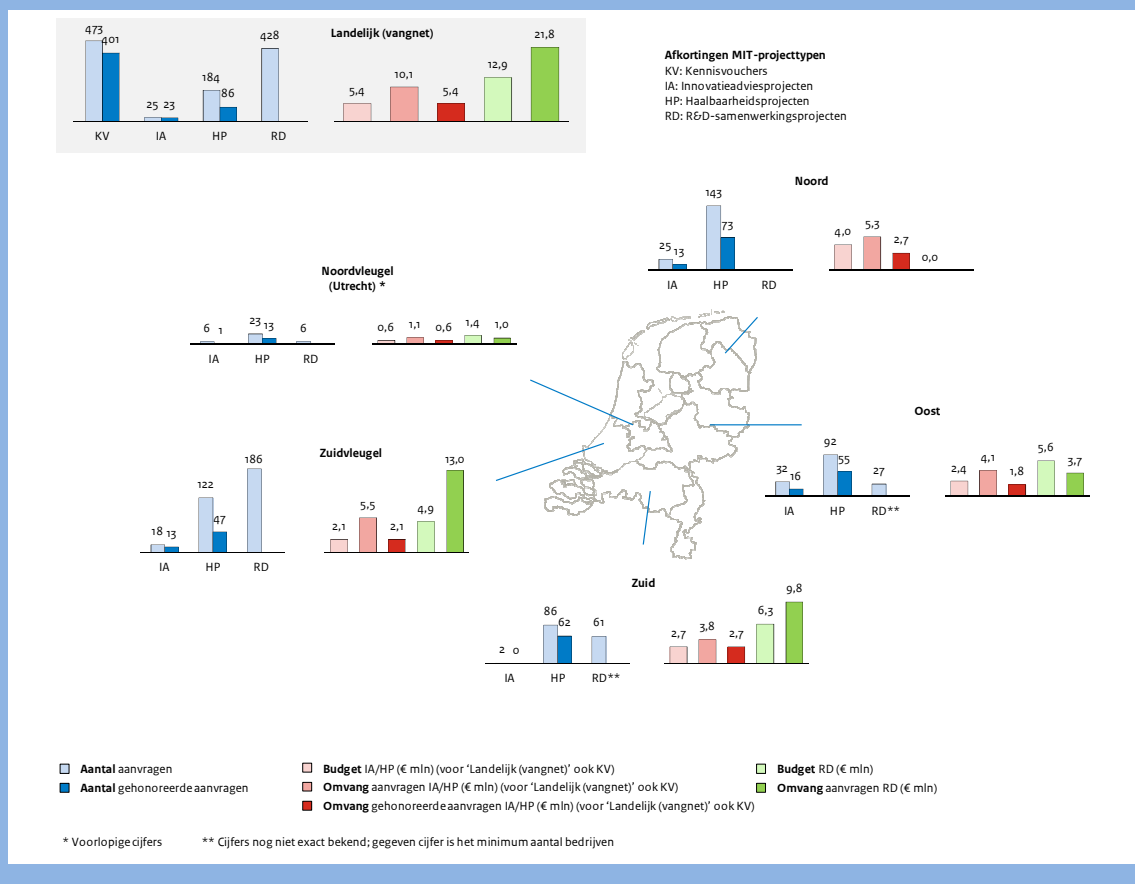 Landelijk (vangnet)
473 401 25 23 184 86 428
KV IA HP RD
5,4 10,1 5,4 12,9 21,8
Afkortingen MIT-projecttypen
KV: Kennisvouchers
IA: Innovatieadviesprojecten
HP: Haalbaarheidsprojecten
RD: R&D-samenwerkingsprojecten
Noord
25 13 143 73
IA HP RD
4,0 5,3 2,7 0,0
Noordvleugel
(Utrecht) *
6 1 23 13 6
IA HP RD
0,6 1,1 0,6 1,4 1,0
Oost
32 16 92 55 27
IA HP RD**
2,4 4,1 1,8 5,6 3,7
Zuidvleugel
18 13 122 47 186
IA HP RD
2,1 5,5 2,1 4,9 13,0
Zuid
2 0 86 62 61
IA HP RD**
2,7 3,8 2,7 6,3 9,8
Aantal aanvragen
Aantal gehonoreerde aanvragen
Budget IA/HP (€ mln) (voor ‘Landelijk (vangnet)’ ook KV)
Omvang aanvragen IA/HP (€ mln) (voor ‘Landelijk (vangnet)’ ook KV)
Omvang gehonoreerde aanvragen IA/HP (€ mln) (voor ‘Landelijk (vangnet)’ ook KV)
Budget RD (€ mln)
Omvang aanvragen RD (€ mln)
* Voorlopige cijfers
** Cijfers nog niet exact bekend; gegeven cijfer is het minimum aantal bedrijven